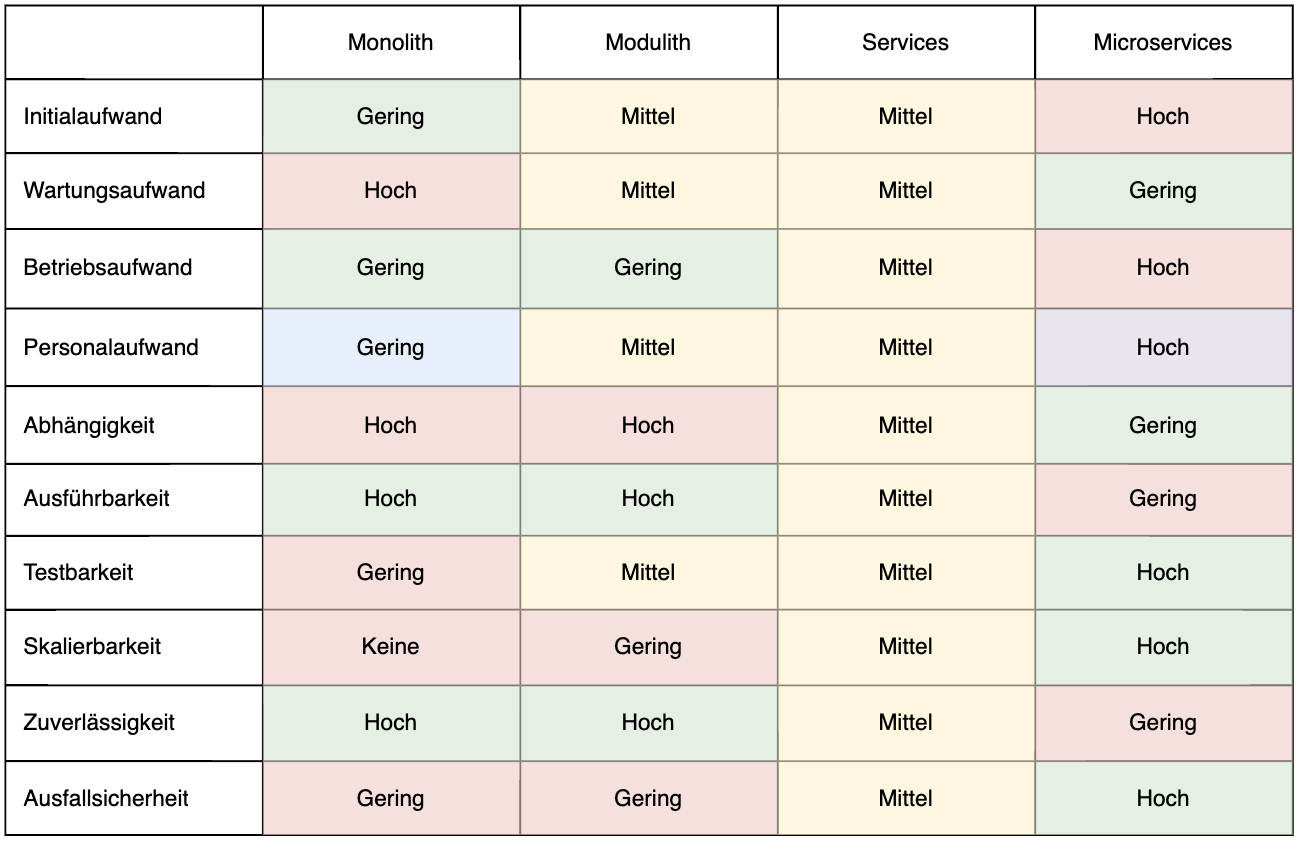 Monolith Modulith Services Microservices
Initialaufwand Gering Mittel Mittel Hoch
Wartungsaufwand Hoch Mittel Mittel Gering
Betriebsaufwand Gering Gering Mittel Hoch
Personalaufwand Gering Mittel Mittel Hoch
Abhängigkeit Hoch Hoch Mittel Gering
Ausführbarkeit Hoch Hoch Mittel Gering
Testbarkeit Gering Mittel Mittel Hoch
Skalierbarkeit Keine Gering Mittel Hoch
Zuverlässigkeit Hoch Hoch Mittel Gering
Ausfallsicherheit Gering Gering Mittel Hoch